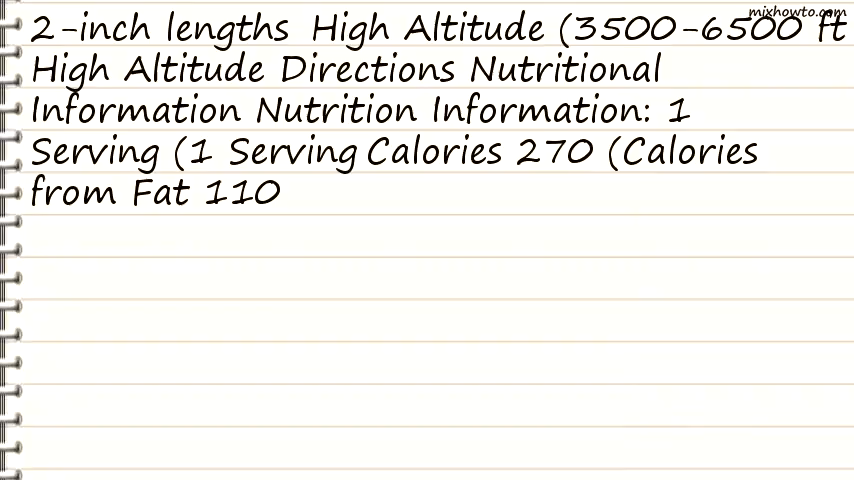 mixhowto.com
2-inch lengths High Altitude (3500-6500 ft
High Altitude Directions Nutritional
Information Nutrition Information: 1
Serving (1 Serving Calories 270 (Calories
from Fat 110